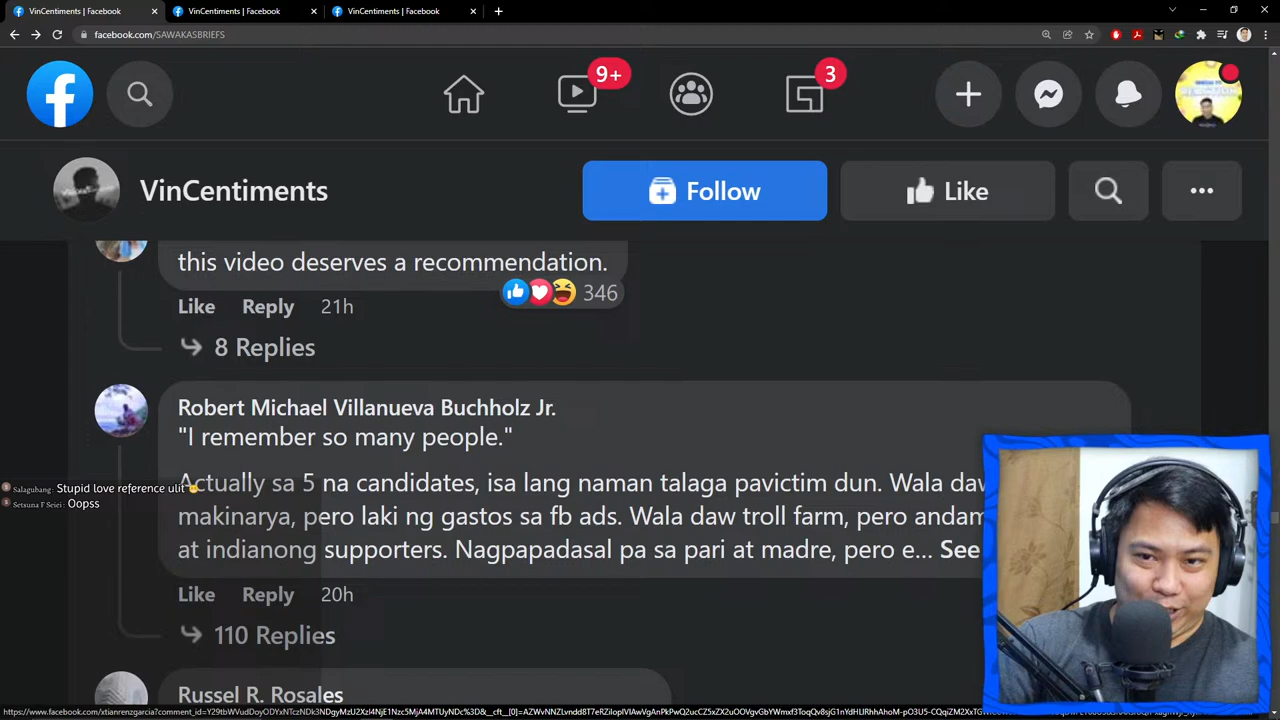 VinCentiments | Facebook
VinCentiments | Facebook
VinCentiments | Facebook
facebook.com/SAWAKASBRIEFS
9+
3
VinCentiments
Follow
Like
this video deserves a recommendation.
346
Like Reply 21h
8 Replies
Robert Michael Villanueva Buchholz Jr.
"I remember so many people."
Salagubang: Stupid love reference ulit
Setsuna F Seiei: Oopss
Actually sa 5 na candidates, isa lang naman talaga pavictim dun. Wala daw
makinarya, pero laki ng gastos sa fb ads. Wala daw troll farm, pero andam
at indianong supporters. Nagpapadasal pa sa pari at madre, pero e... See
Like Reply 20h
110 Replies
Russel R. Rosales